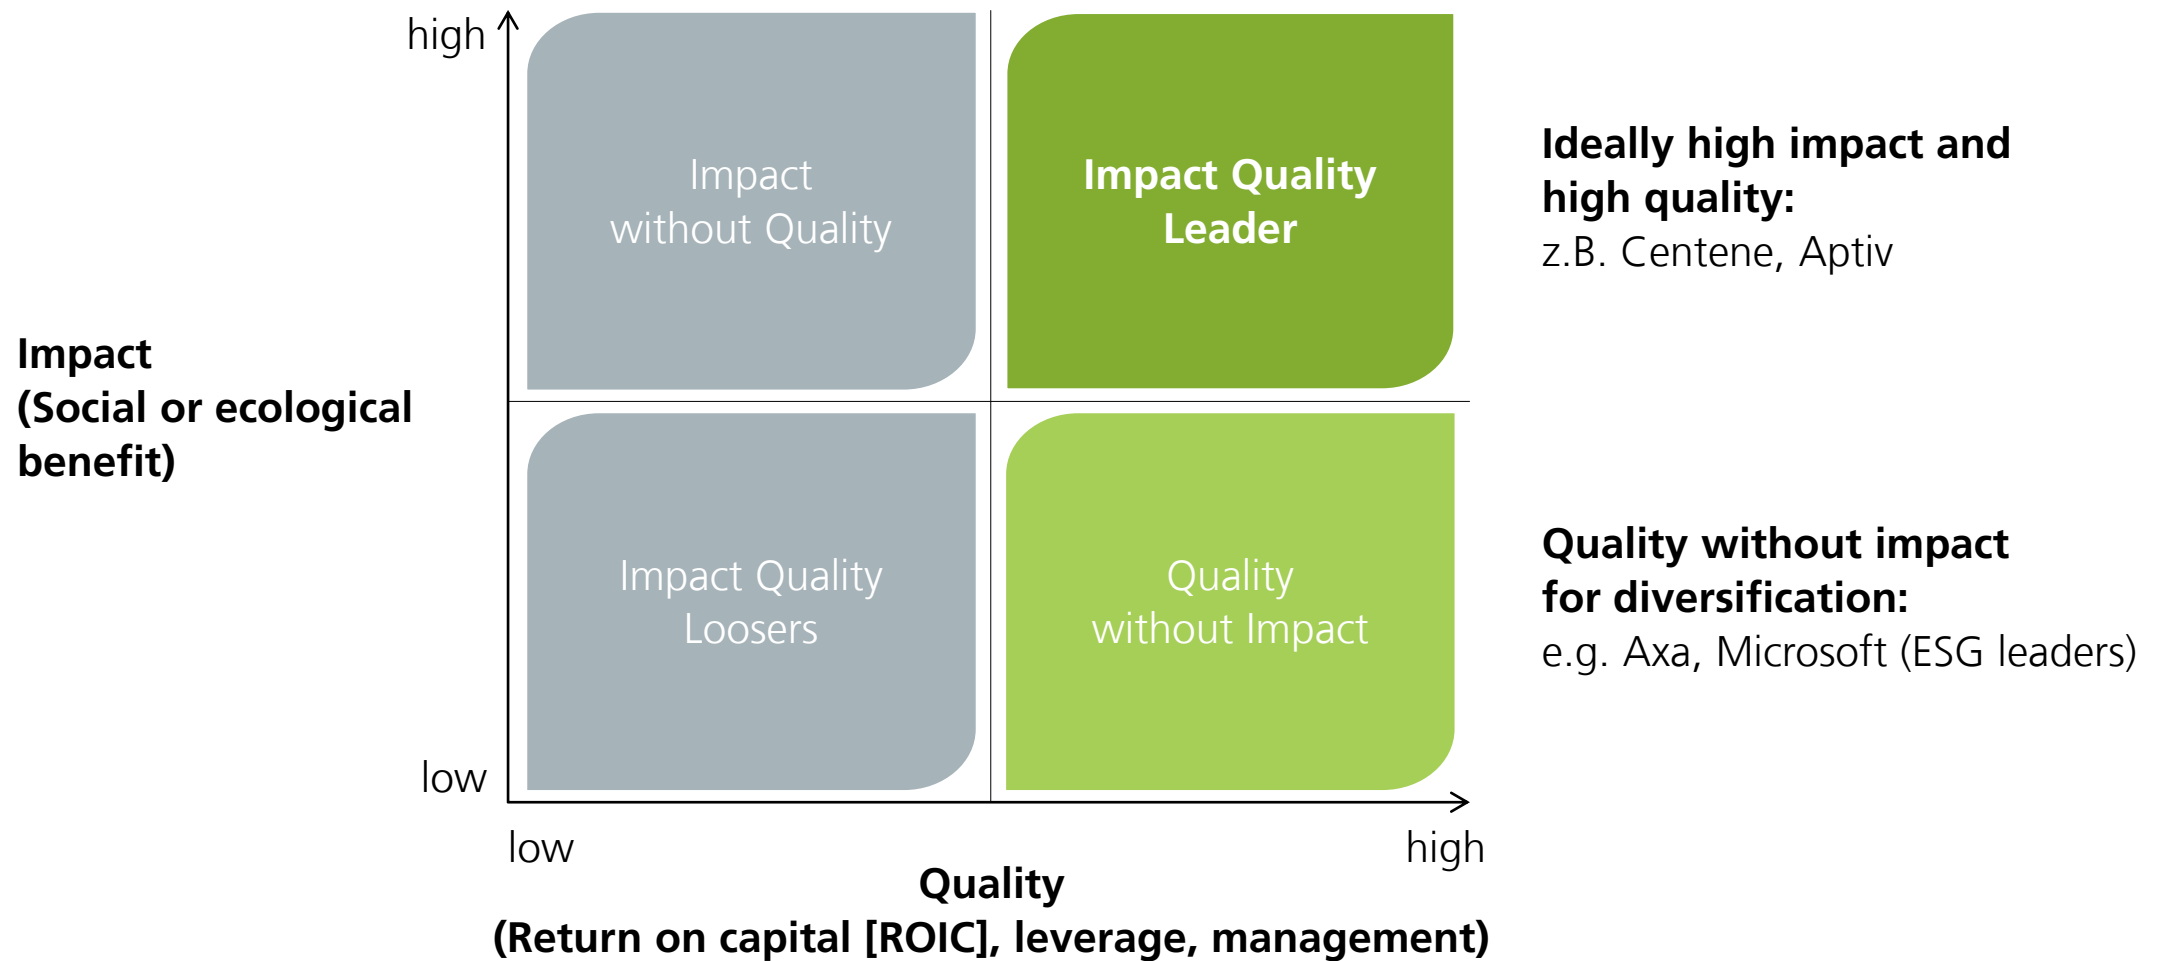 high
Impact
without Quality
Impact Quality
Leader
Ideally high impact and
high quality:
z.B. Centene, Aptiv
Impact
(Social or ecological
benefit)
Impact Quality
Loosers
Quality
without Impact
Quality without impact
for diversification:
e.g. Axa, Microsoft (ESG leaders)
low
low
high
Quality
(Return on capital [ROIC], leverage, management)